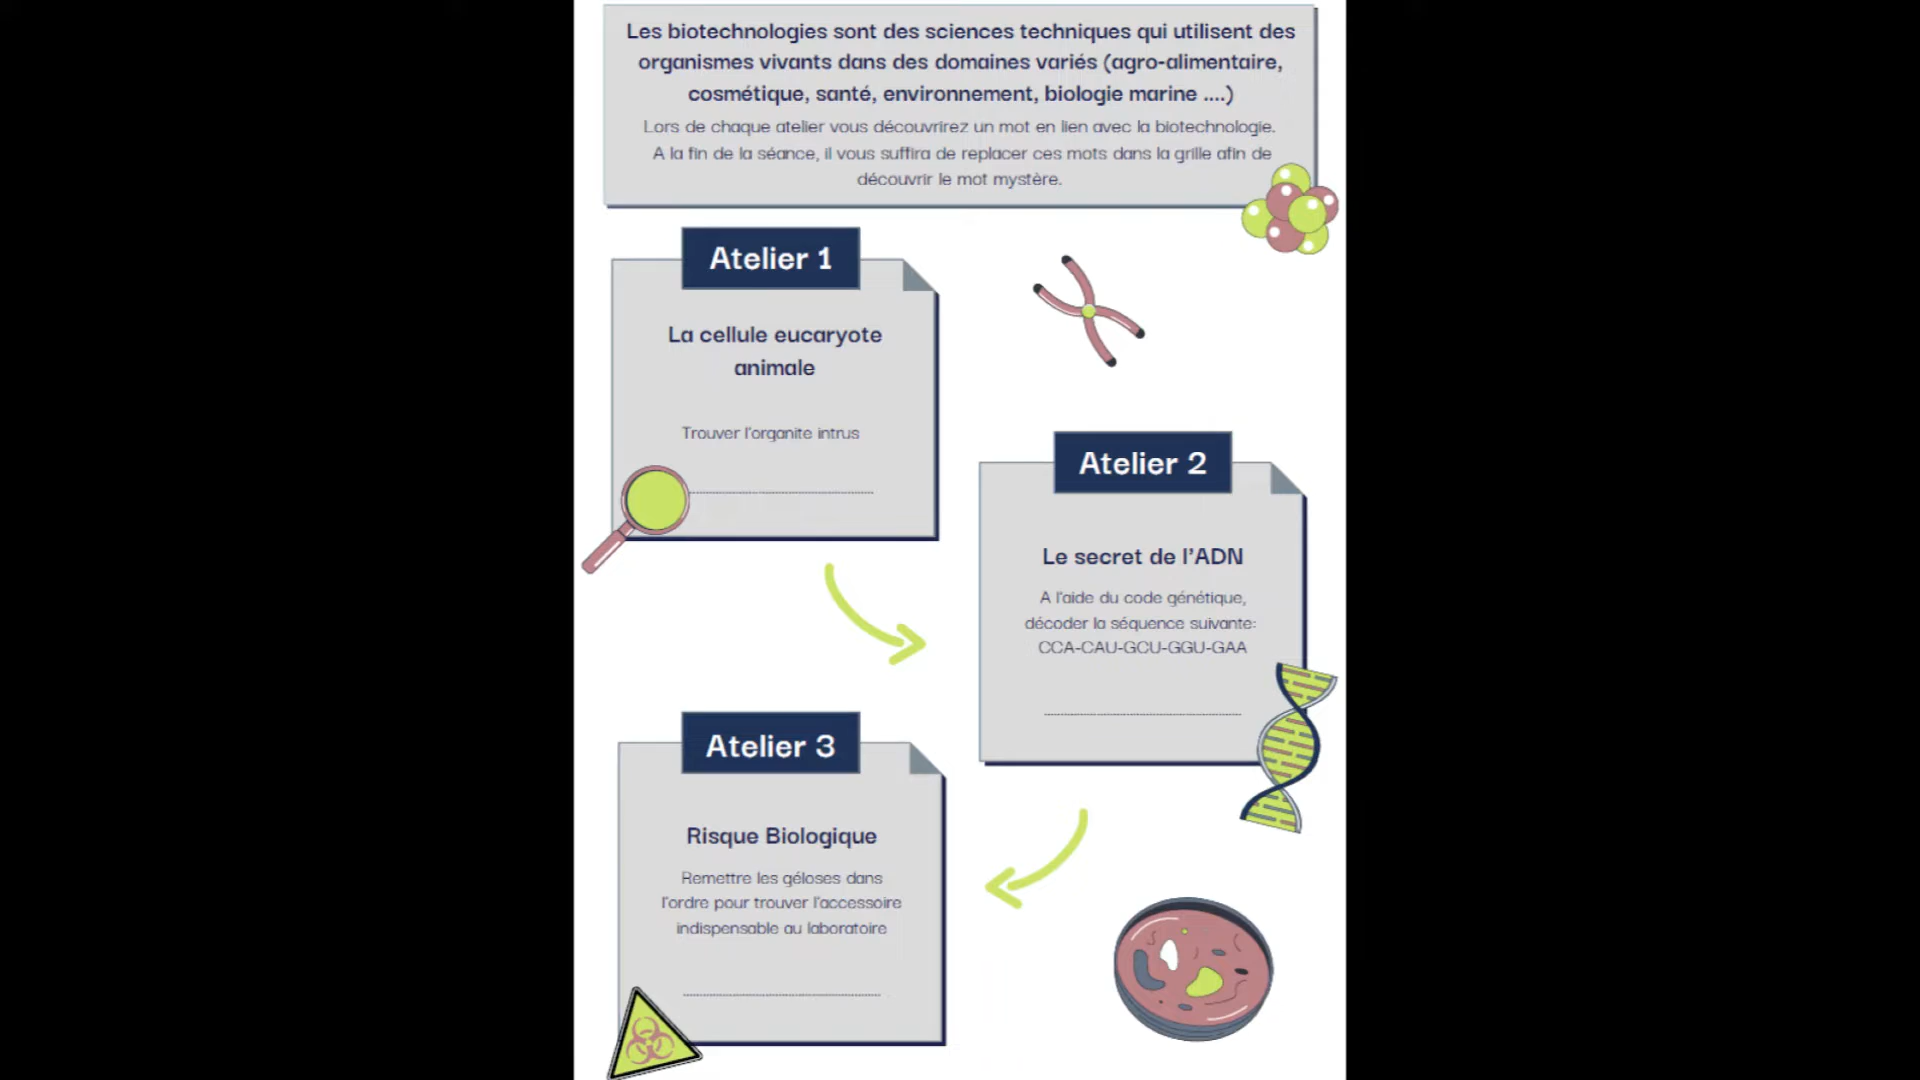 Les biotechnologies sont des sciences techniques qui utilisent des
organismes vivants dans des domaines variés (agro-alimentaire,
cosmétique, santé, environnement, biologie marine ....)
Lors de chaque atelier vous découvrirez un mot en lien avec la biotechnologie.
A la fin de la séance, il vous suffira de replacer ces mots dans la grille afin de
découvrir le mot mystère.
Atelier 1
La cellule eucaryote
animale
Trouver l'organite intrus
Atelier 2
Le secret de l'ADN
A l'aide du code génétique,
décoder la séquence suivante:
CCA-CAU-GCU-GGU-GAA
Atelier 3
Risque Biologique
Remettre les géloses dans
l'ordre pour trouver l'accessoire
indispensable au laboratoire